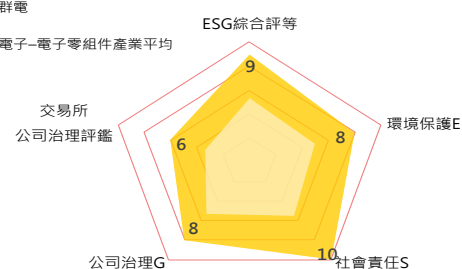 群電
電子–電子零組件產業平均
ESG綜合評等
9
環境保護E
8
交易所
公司治理評鑑
6
8
公司治理G
10
社會責任S